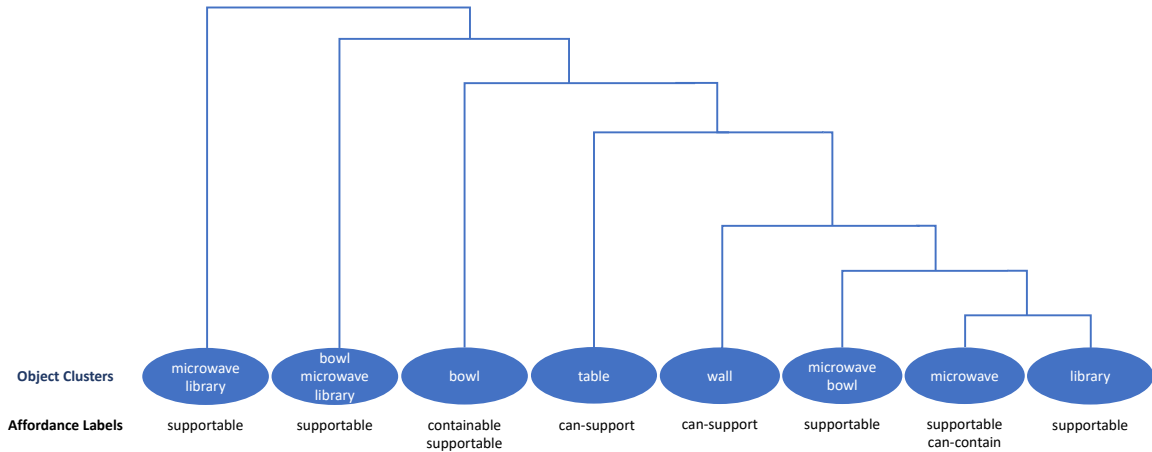 Object Clusters
microwave
library
bowl
microwave
library
bowl
table
wall
microwave
bowl
microwave
library
Affordance Labels
supportable
supportable
containable
supportable
can-support
can-support
supportable
supportable
can-contain
supportable